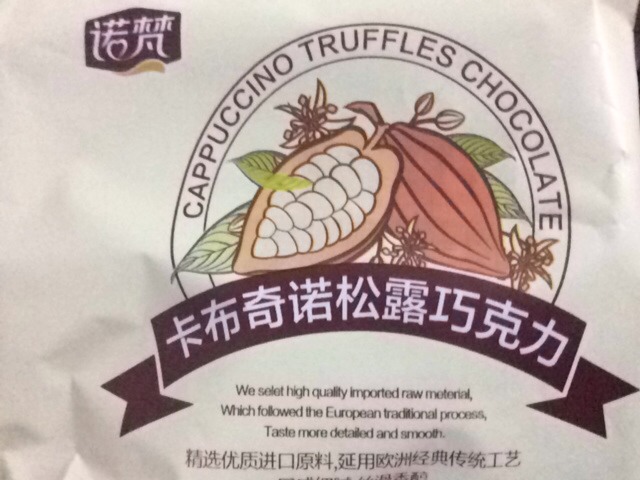 诺梵
CAPPUCCINO TRUFFLES CHOCOLATE
卡布奇诺松露巧克力
We selet high quality imported raw meterial,
Which followed the European traditional process,
Taste more detailed and smooth.
精选优质进口原料,延用欧洲经典传统工艺